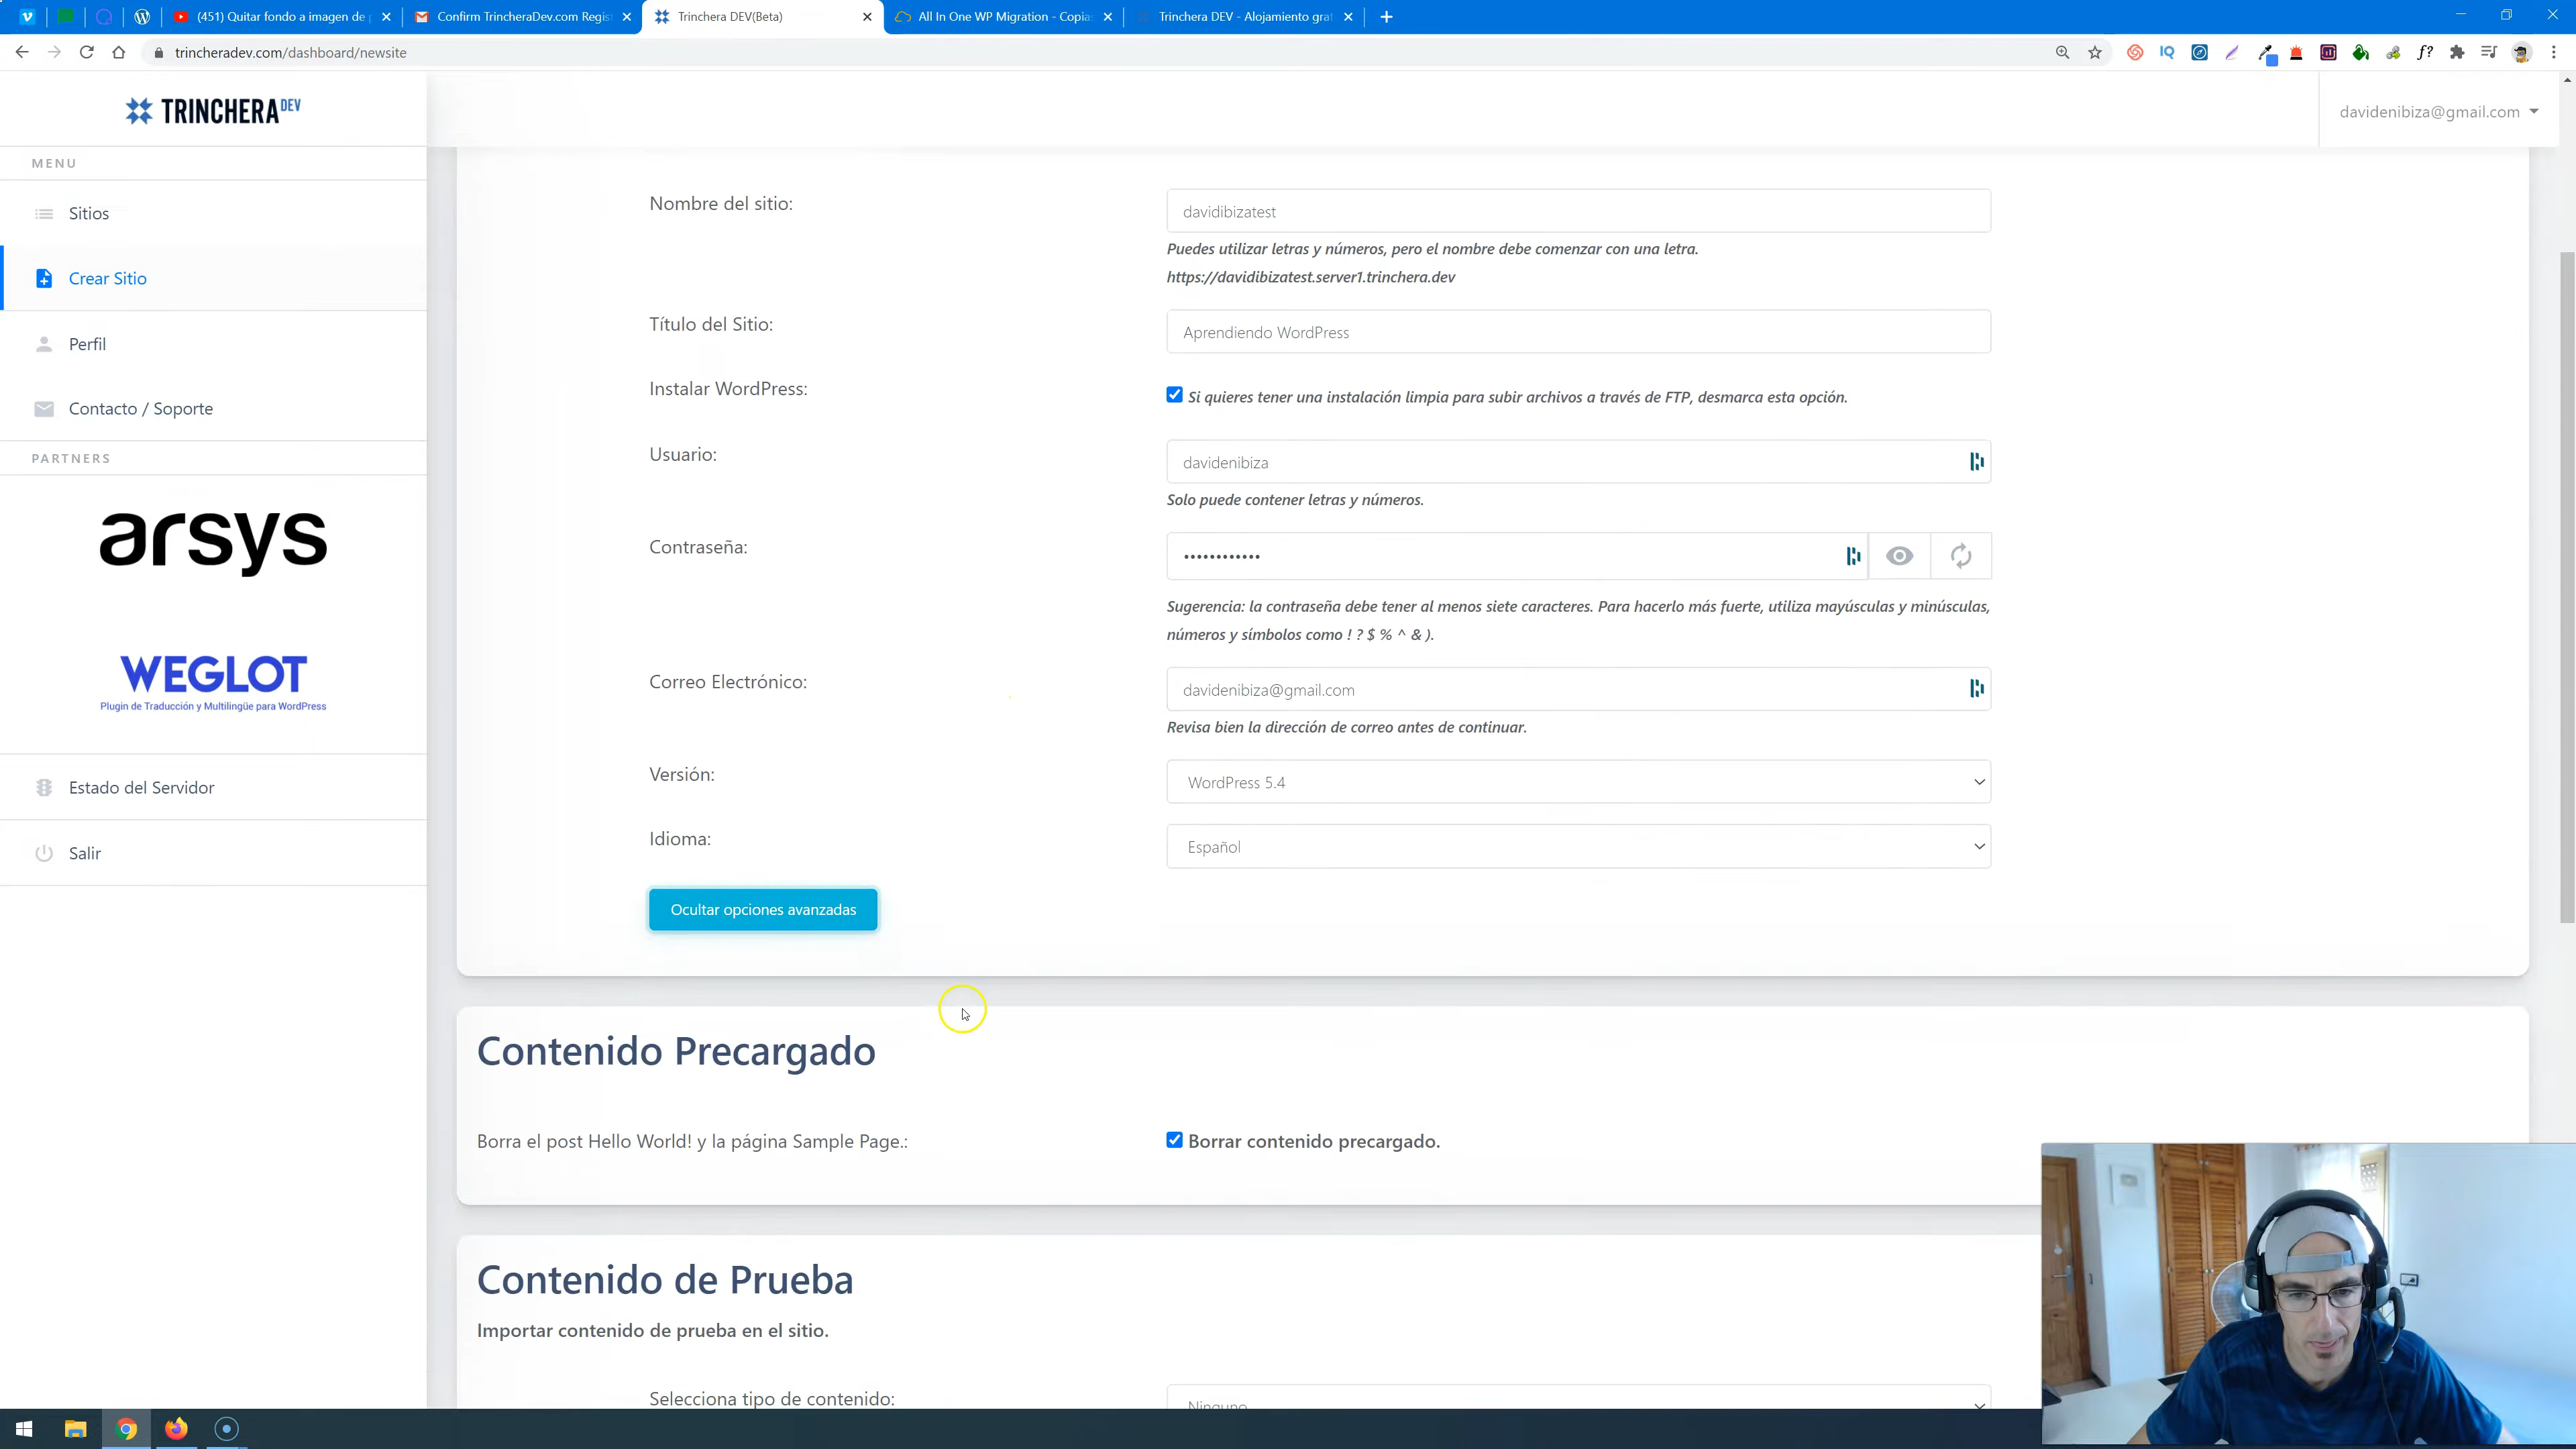 (451) Quitar fondo a imagen de
Confirm TrincheraDev.com Regist
Trinchera DEV(Beta)
All In One WP Migration - Copia
Trinchera DEV - Alojamiento grat
trincheradev.com/dashboard/newsite
TRINCHERA DEV
davidenibiza@gmail.com
MENU
Sitios
Crear Sitio
Perfil
Contacto / Soporte
PARTNERS
arsys
WEGLOT
Plugin de Traducción y Multilingüe para WordPress
Estado del Servidor
Salir
Nombre del sitio:
davidibizatest
Puedes utilizar letras y números, pero el nombre debe comenzar con una letra.
https://davidibizatest.server1.trinchera.dev
Título del Sitio:
Aprendiendo WordPress
Instalar WordPress:
Si quieres tener una instalación limpia para subir archivos a través de FTP, desmarca esta opción.
Usuario:
davidenibiza
Solo puede contener letras y números.
Contraseña:
••••••••••••
Sugerencia: la contraseña debe tener al menos siete caracteres. Para hacerlo más fuerte, utiliza mayúsculas y minúsculas,
números y símbolos como ! ? $ % ^ & ).
Correo Electrónico:
davidenibiza@gmail.com
Revisa bien la dirección de correo antes de continuar.
Versión:
WordPress 5.4
Idioma:
Español
Ocultar opciones avanzadas
Contenido Precargado
Borra el post Hello World! y la página Sample Page.:
Borrar contenido precargado.
Contenido de Prueba
Importar contenido de prueba en el sitio.
Selecciona tipo de contenido:
Ninguno